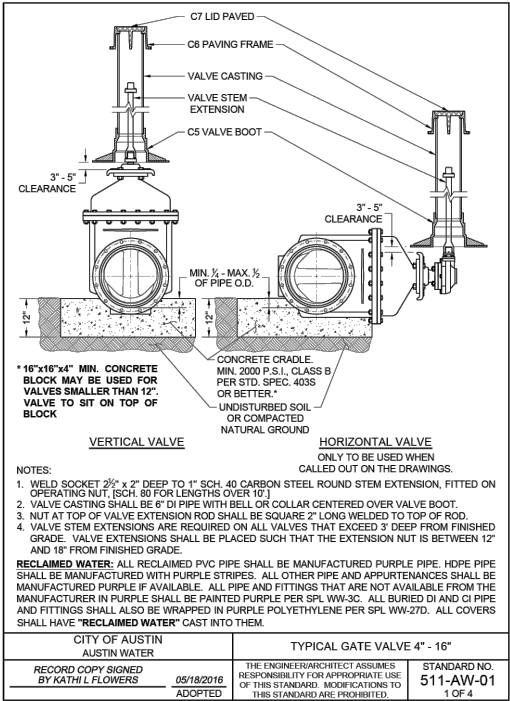 C7 LID PAVED
C6 PAVING FRAME
VALVE CASTING
VALVE STEM
EXTENSION
C5 VALVE BOOT
3" - 5"
CLEARANCE
3" - 5"
CLEARANCE
MIN. ¼ - MAX. ½
OF PIPE O.D.
12"
12"
* 16"x16"x4" MIN. CONCRETE
BLOCK MAY BE USED FOR
VALVES SMALLER THAN 12".
VALVE TO SIT ON TOP OF
BLOCK
CONCRETE CRADLE.
MIN. 2000 P.S.I., CLASS B
PER STD. SPEC. 403S
OR BETTER.*
UNDISTURBED SOIL
OR COMPACTED
NATURAL GROUND
VERTICAL VALVE
HORIZONTAL VALVE
ONLY TO BE USED WHEN
CALLED OUT ON THE DRAWINGS.
NOTES:
1. WELD SOCKET 2½" x 2" DEEP TO 1" SCH. 40 CARBON STEEL ROUND STEM EXTENSION, FITTED ON
OPERATING NUT, [SCH. 80 FOR LENGTHS OVER 10'.]
2. VALVE CASTING SHALL BE 6" DI PIPE WITH BELL OR COLLAR CENTERED OVER VALVE BOOT.
3. NUT AT TOP OF VALVE EXTENSION ROD SHALL BE SQUARE 2" LONG WELDED TO TOP OF ROD.
4. VALVE STEM EXTENSIONS ARE REQUIRED ON ALL VALVES THAT EXCEED 3' DEEP FROM FINISHED
GRADE. VALVE EXTENSIONS SHALL BE PLACED SUCH THAT THE EXTENSION NUT IS BETWEEN 12"
AND 18" FROM FINISHED GRADE.
RECLAIMED WATER: ALL RECLAIMED PVC PIPE SHALL BE MANUFACTURED PURPLE PIPE. HDPE PIPE
SHALL BE MANUFACTURED WITH PURPLE STRIPES. ALL OTHER PIPE AND APPURTENANCES SHALL BE
MANUFACTURED PURPLE IF AVAILABLE. ALL PIPE AND FITTINGS THAT ARE NOT AVAILABLE FROM THE
MANUFACTURER IN PURPLE SHALL BE PAINTED PURPLE PER SPL WW-3C. ALL BURIED DI AND CI PIPE
AND FITTINGS SHALL ALSO BE WRAPPED IN PURPLE POLYETHYLENE PER SPL WW-27D. ALL COVERS
SHALL HAVE "RECLAIMED WATER" CAST INTO THEM.
CITY OF AUSTIN
AUSTIN WATER
TYPICAL GATE VALVE 4" - 16"
RECORD COPY SIGNED
BY KATHI L FLOWERS
05/18/2016
ADOPTED
THE ENGINEER/ARCHITECT ASSUMES
RESPONSIBILITY FOR APPROPRIATE USE
OF THIS STANDARD. MODIFICATIONS TO
THIS STANDARD ARE PROHIBITED.
STANDARD NO.
511-AW-01
1 OF 4